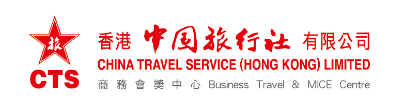 旅
CTS
香港中国旅行社有限公司
CHINA TRAVEL SERVICE (HONG KONG) LIMITED
商務會獎中心 Business Travel & MICE Centre